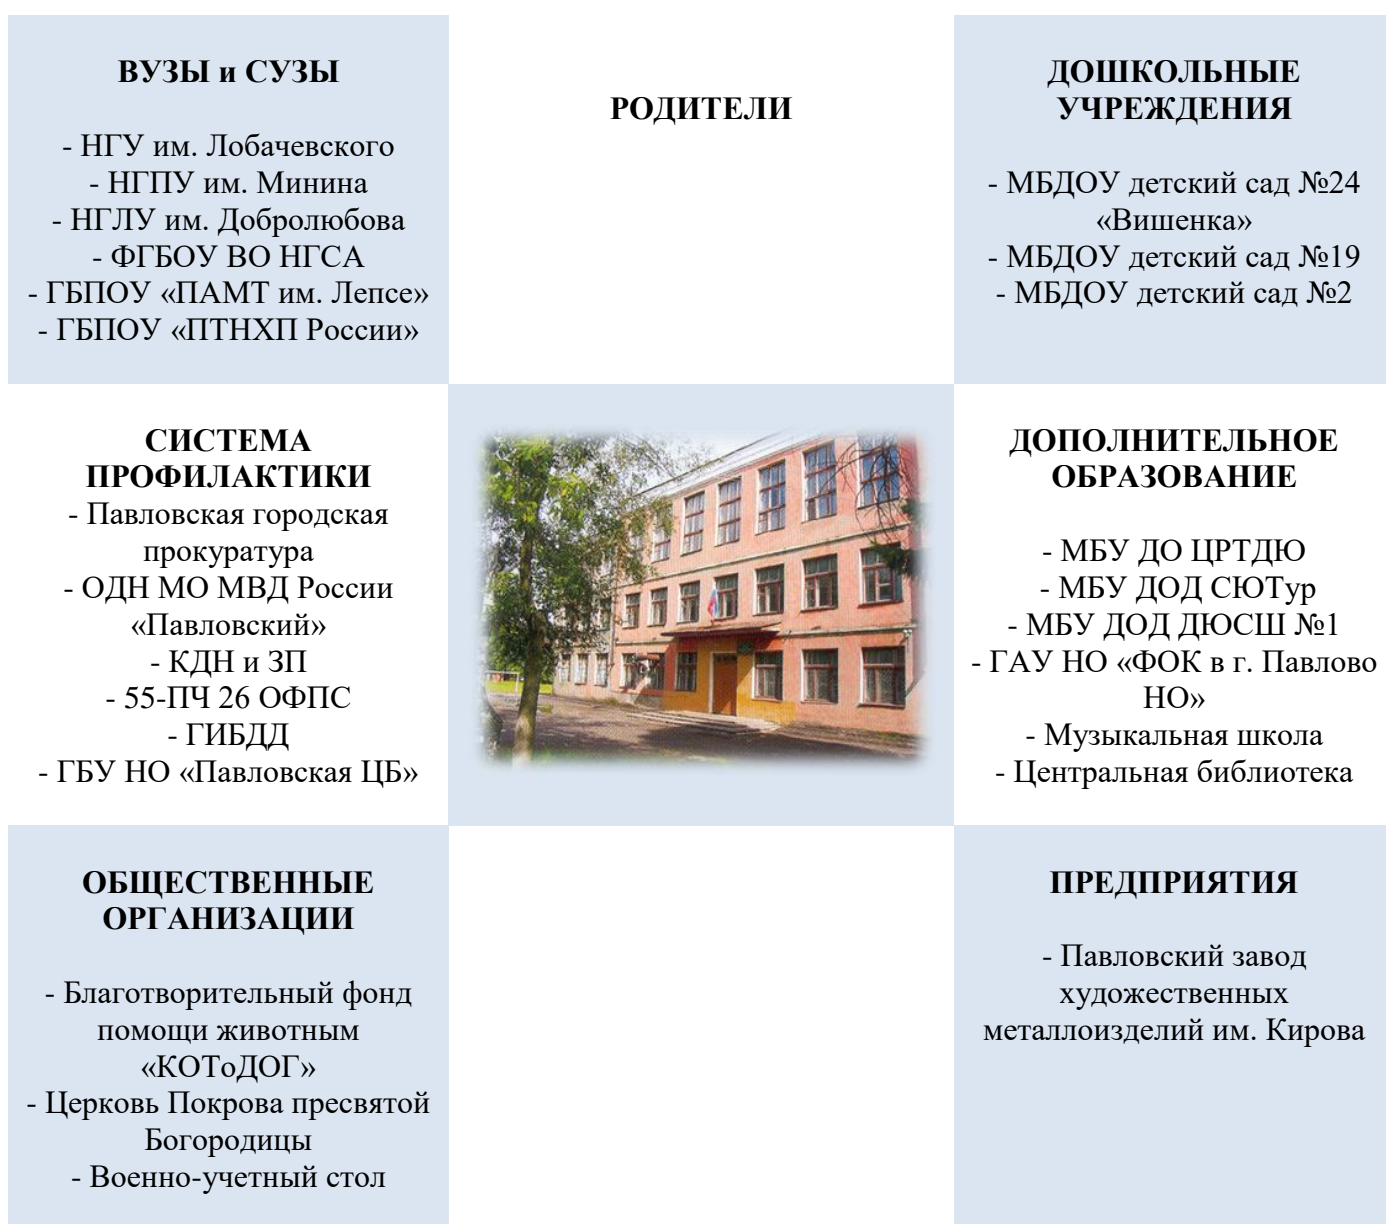 ВУЗЫ и СУЗЫ
- НГУ им. Лобачевского
- НГПУ им. Минина
- НГЛУ им. Добролюбова
- ФГБОУ ВО НГСА
- ГБПОУ «ПАМТ им. Лепсе»
- ГБПОУ «ПТНХП России»
РОДИТЕЛИ
ДОШКОЛЬНЫЕ
УЧРЕЖДЕНИЯ
- МБДОУ детский сад №24
«Вишенка»
- МБДОУ детский сад №19
- МБДОУ детский сад №2
СИСТЕМА
ПРОФИЛАКТИКИ
- Павловская городская
прокуратура
- ОДН МО МВД России
«Павловский»
- КДН и ЗП
- 55-ПЧ 26 ОФПС
- ГИБДД
- ГБУ НО «Павловская ЦБ»
ДОПОЛНИТЕЛЬНОЕ
ОБРАЗОВАНИЕ
- МБУ ДО ЦРТДЮ
- МБУ ДОД СЮТур
- МБУ ДОД ДЮСШ №1
- ГАУ НО «ФОК в г. Павлово
НО»
- Музыкальная школа
- Центральная библиотека
ОБЩЕСТВЕННЫЕ
ОРГАНИЗАЦИИ
- Благотворительный фонд
помощи животным
«КОТоДОГ»
- Церковь Покрова пресвятой
Богородицы
- Военно-учетный стол
ПРЕДПРИЯТИЯ
- Павловский завод
художественных
металлоизделий им. Кирова